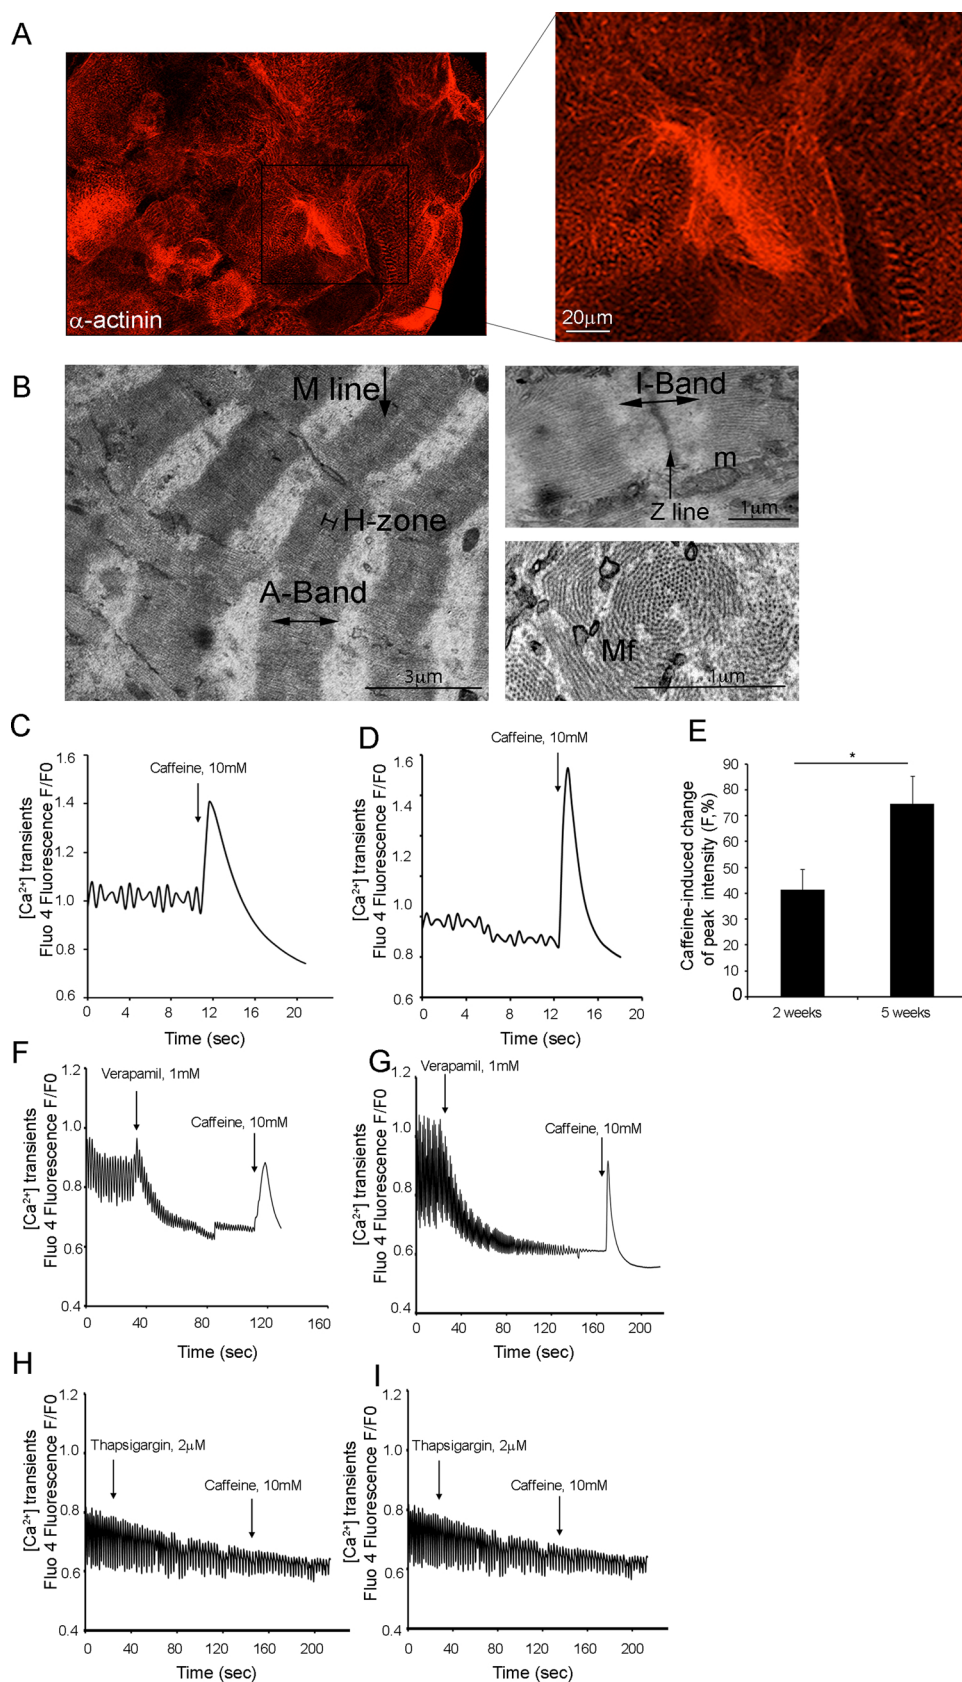 A
α-actinin
20μm
B
M line
H-zone
A-Band
3μm
I-Band
m
Z line
1μm
Mf
1μm
C
[Ca²⁺] transients
Fluo 4 Fluorescence F/F0
1.6
1.4
1.2
1.0
0.8
0.6
Caffeine, 10mM
0 4 8 12 16 20
Time (sec)
D
[Ca²⁺] transients
Fluo 4 Fluorescence F/F0
1.6
1.4
1.2
1.0
0.8
0.6
Caffeine, 10mM
0 4 8 12 16 20
Time (sec)
E
Caffeine-induced change
of peak intensity (F,%)
90
80
70
60
50
40
30
20
10
0
*
2 weeks 5 weeks
F
[Ca²⁺] transients
Fluo 4 Fluorescence F/F0
1.2
1.0
0.8
0.6
0.4
Verapamil, 1mM
Caffeine, 10mM
0 40 80 120 160
Time (sec)
G
[Ca²⁺] transients
Fluo 4 Fluorescence F/F0
1.2
1.0
0.8
0.6
0.4
Verapamil, 1mM
Caffeine, 10mM
0 40 80 120 160 200
Time (sec)
H
[Ca²⁺] transients
Fluo 4 Fluorescence F/F0
1.2
1.0
0.8
0.6
0.4
Thapsigargin, 2μM
Caffeine, 10mM
0 40 80 120 160 200
Time (sec)
I
[Ca²⁺] transients
Fluo 4 Fluorescence F/F0
1.2
1.0
0.8
0.6
0.4
Thapsigargin, 2μM
Caffeine, 10mM
0 40 80 120 160 200
Time (sec)